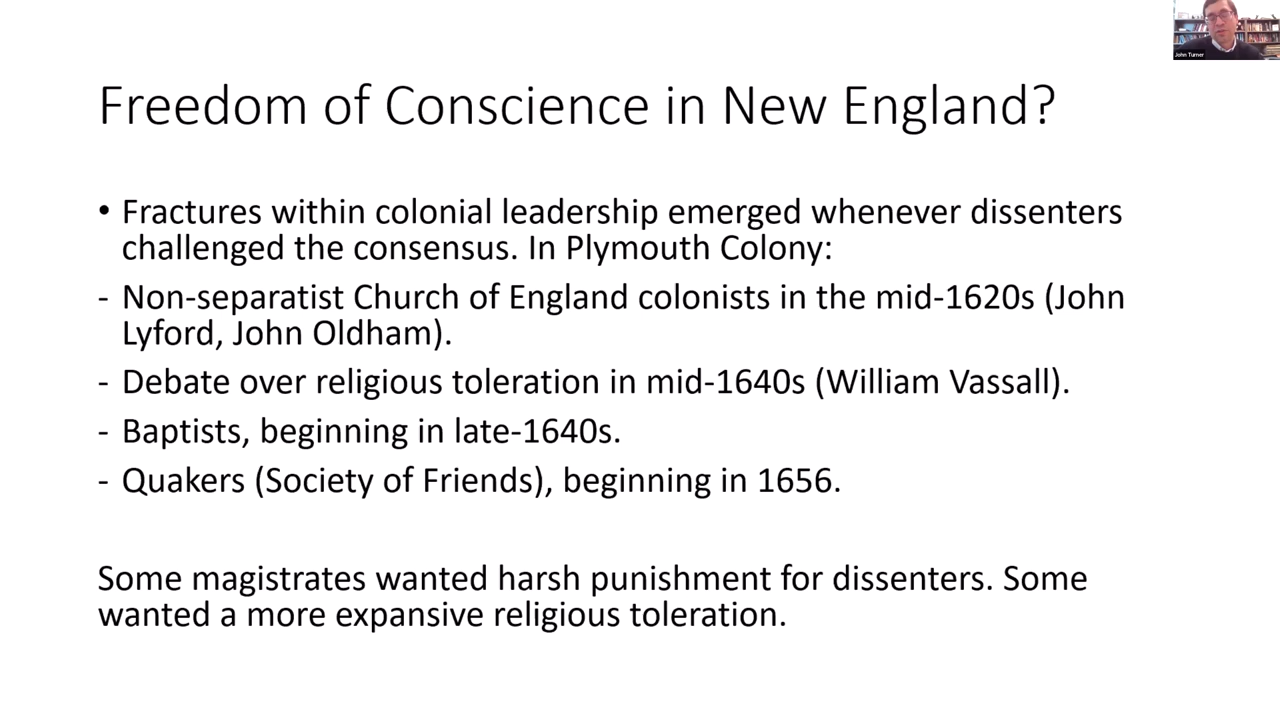 John Turner
Freedom of Conscience in New England?
• Fractures within colonial leadership emerged whenever dissenters
challenged the consensus. In Plymouth Colony:
- Non-separatist Church of England colonists in the mid-1620s (John
Lyford, John Oldham).
- Debate over religious toleration in mid-1640s (William Vassall).
- Baptists, beginning in late-1640s.
- Quakers (Society of Friends), beginning in 1656.
Some magistrates wanted harsh punishment for dissenters. Some
wanted a more expansive religious toleration.